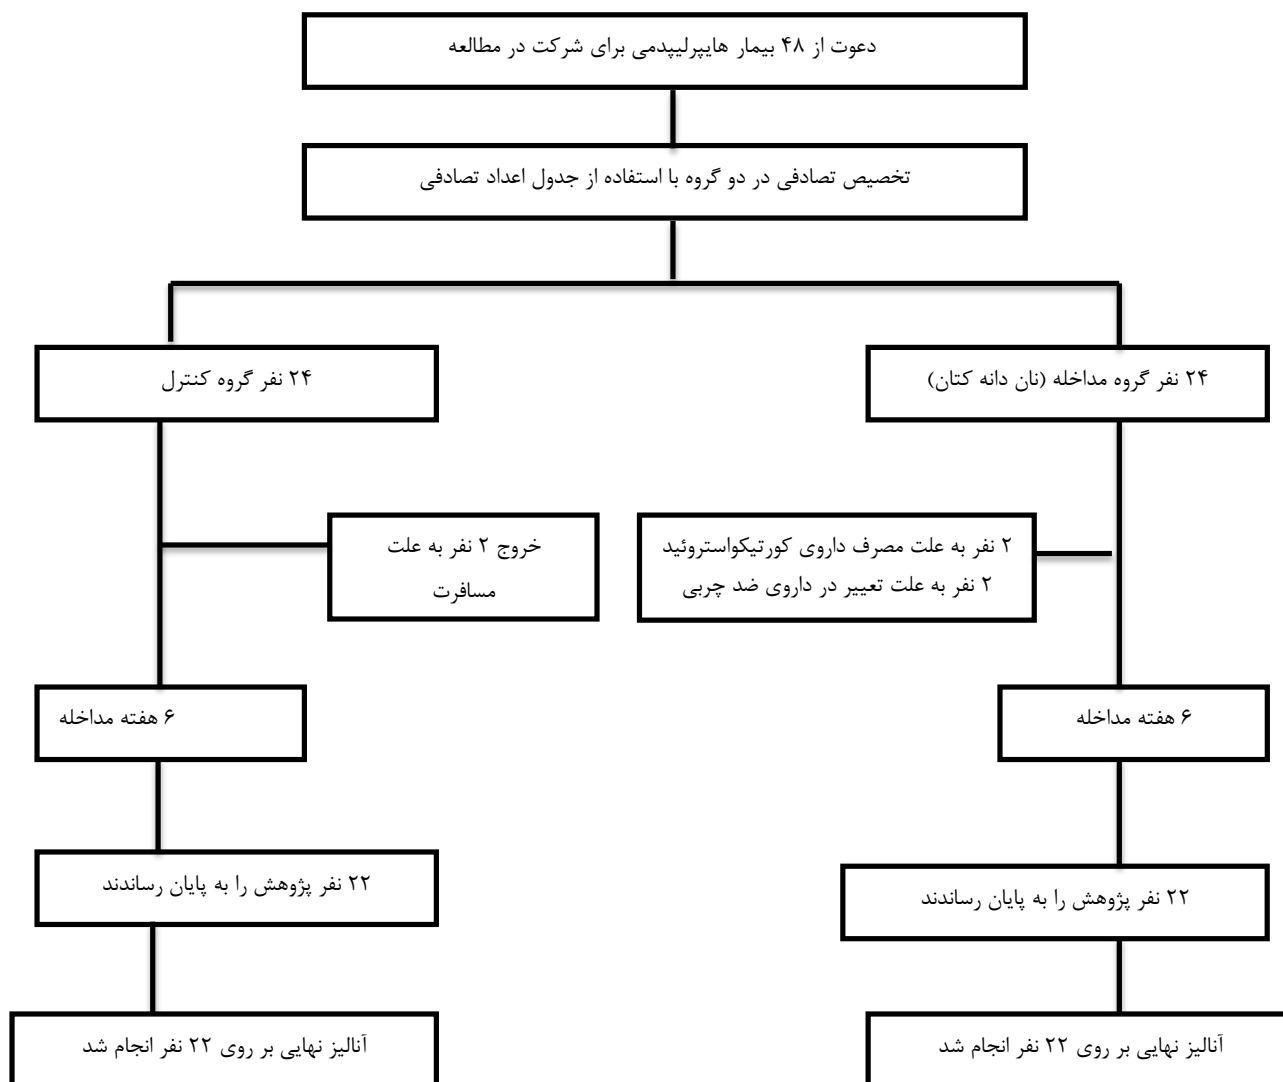 دعوت از ۴۸ بیمار هایپرلیپدمی برای شرکت در مطالعه
تخصیص تصادفی در دو گروه با استفاده از جدول اعداد تصادفی
۲۴ نفر گروه مداخله (نان دانه کتان)
۲۴ نفر گروه کنترل
۲ نفر به علت مصرف داروی کورتیکواستروئید
۲ نفر به علت تعییر در داروی ضد چربی
خروج ۲ نفر به علت
مسافرت
۶ هفته مداخله
۶ هفته مداخله
۲۲ نفر پژوهش را به پایان رساندند
۲۲ نفر پژوهش را به پایان رساندند
آنالیز نهایی بر روی ۲۲ نفر انجام شد
آنالیز نهایی بر روی ۲۲ نفر انجام شد